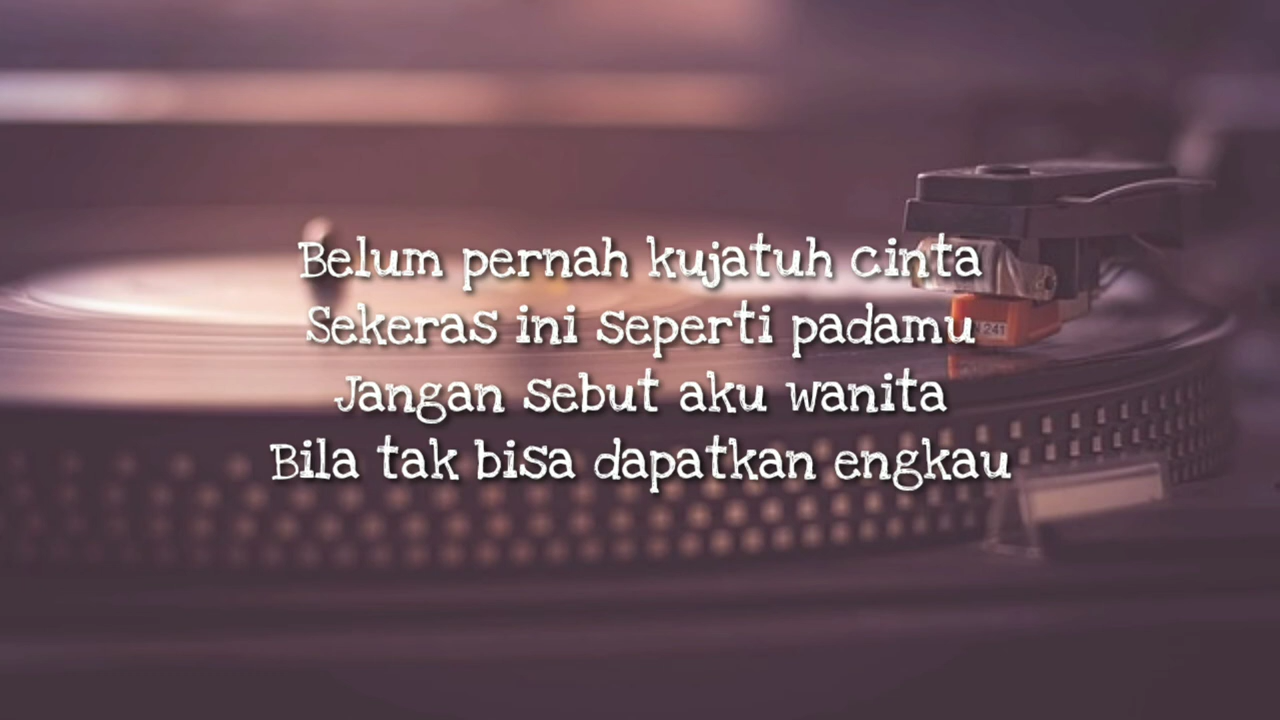 Belum pernah kujatuh cinta
Sekeras ini seperti padamu
Jangan sebut aku wanita
Bila tak bisa dapatkan engkau
241